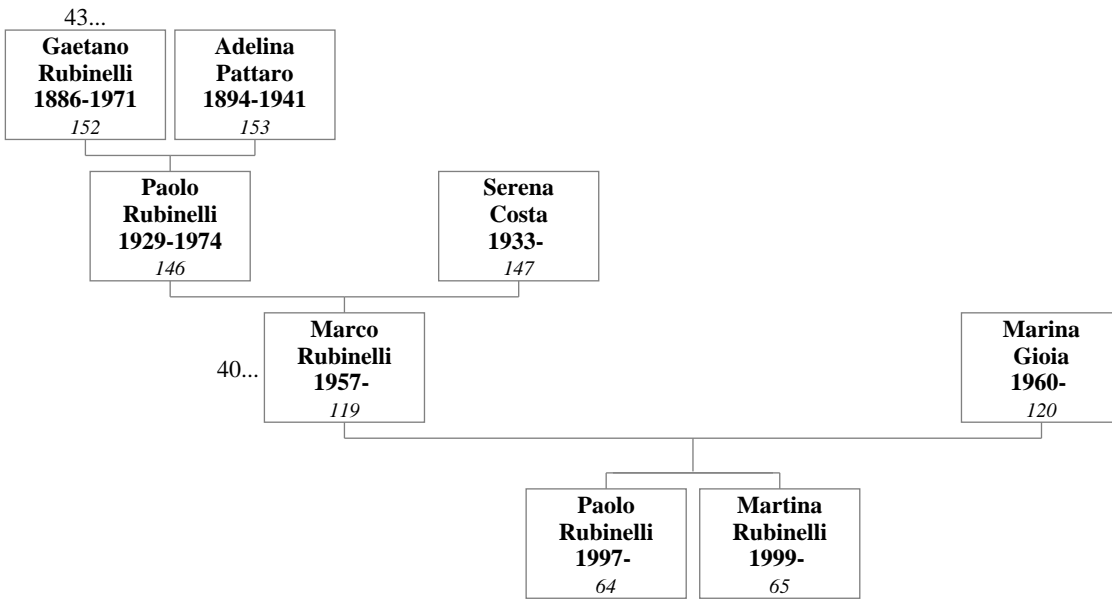 43...
Gaetano
Rubinelli
1886-1971
152
Adelina
Pattaro
1894-1941
153
Paolo
Rubinelli
1929-1974
146
Serena
Costa
1933-
147
40...
Marco
Rubinelli
1957-
119
Marina
Gioia
1960-
120
Paolo
Rubinelli
1997-
64
Martina
Rubinelli
1999-
65